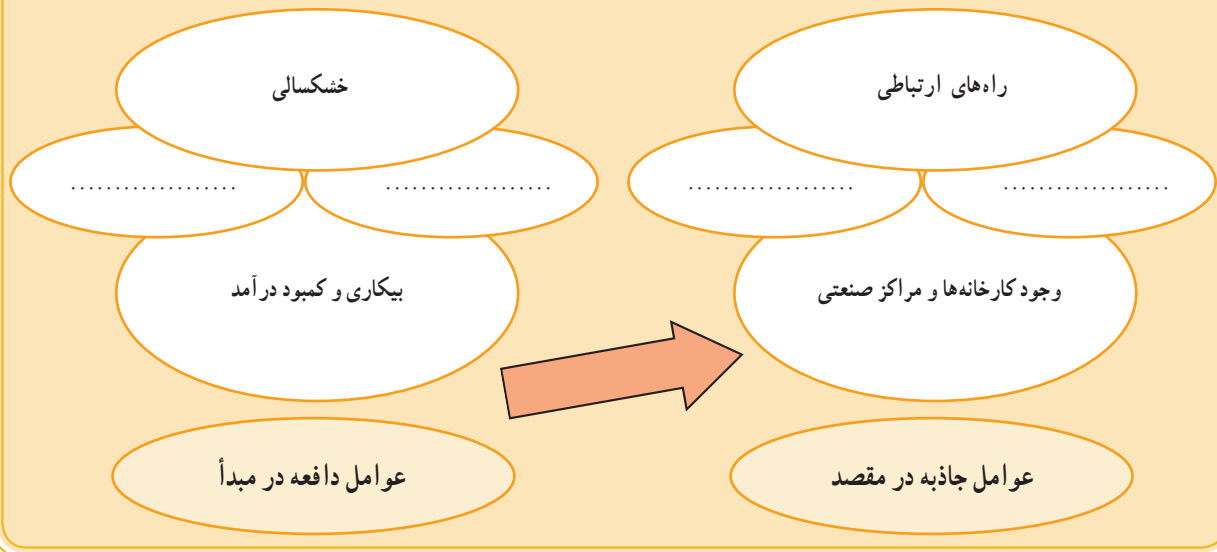 راه‌های ارتباطی
...................
...................
وجود کارخانه‌ها و مراکز صنعتی
عوامل جاذبه در مقصد
خشکسالی
...................
...................
بیکاری و کمبود درآمد
عوامل دافعه در مبدأ